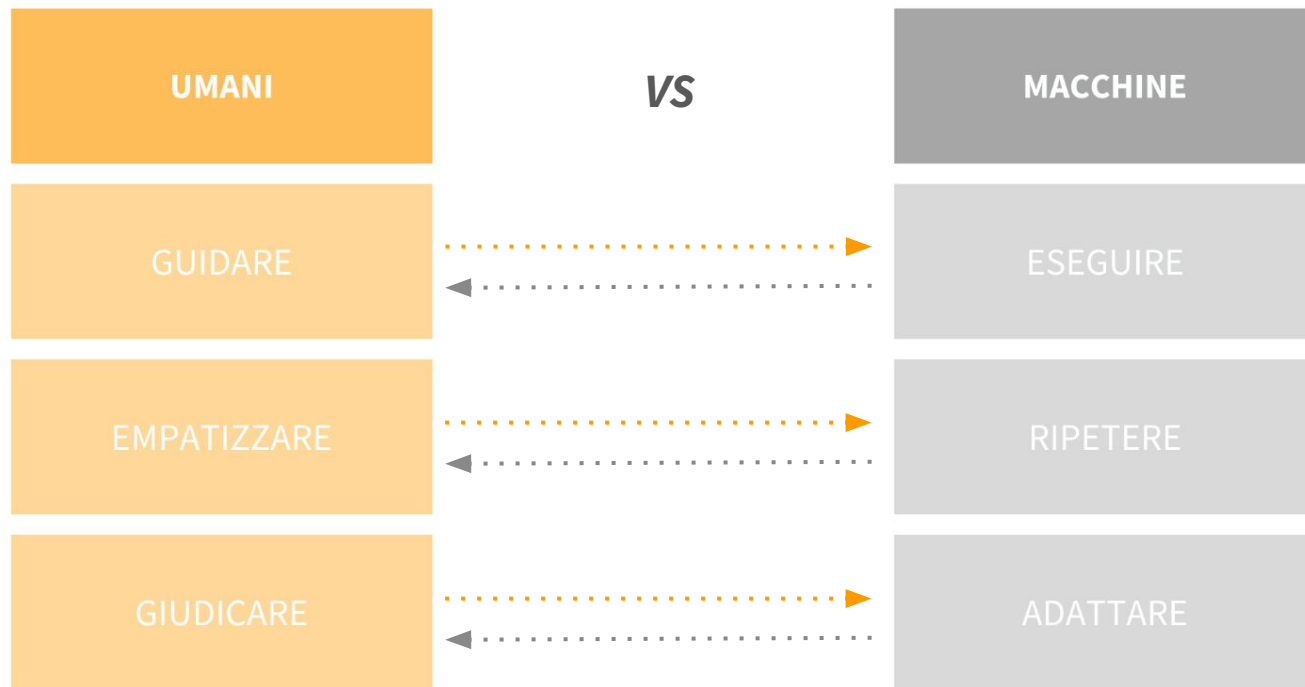 UMANI
VS
MACCHINE
GUIDARE
ESEGUIRE
EMPATIZZARE
RIPETERE
GIUDICARE
ADATTARE